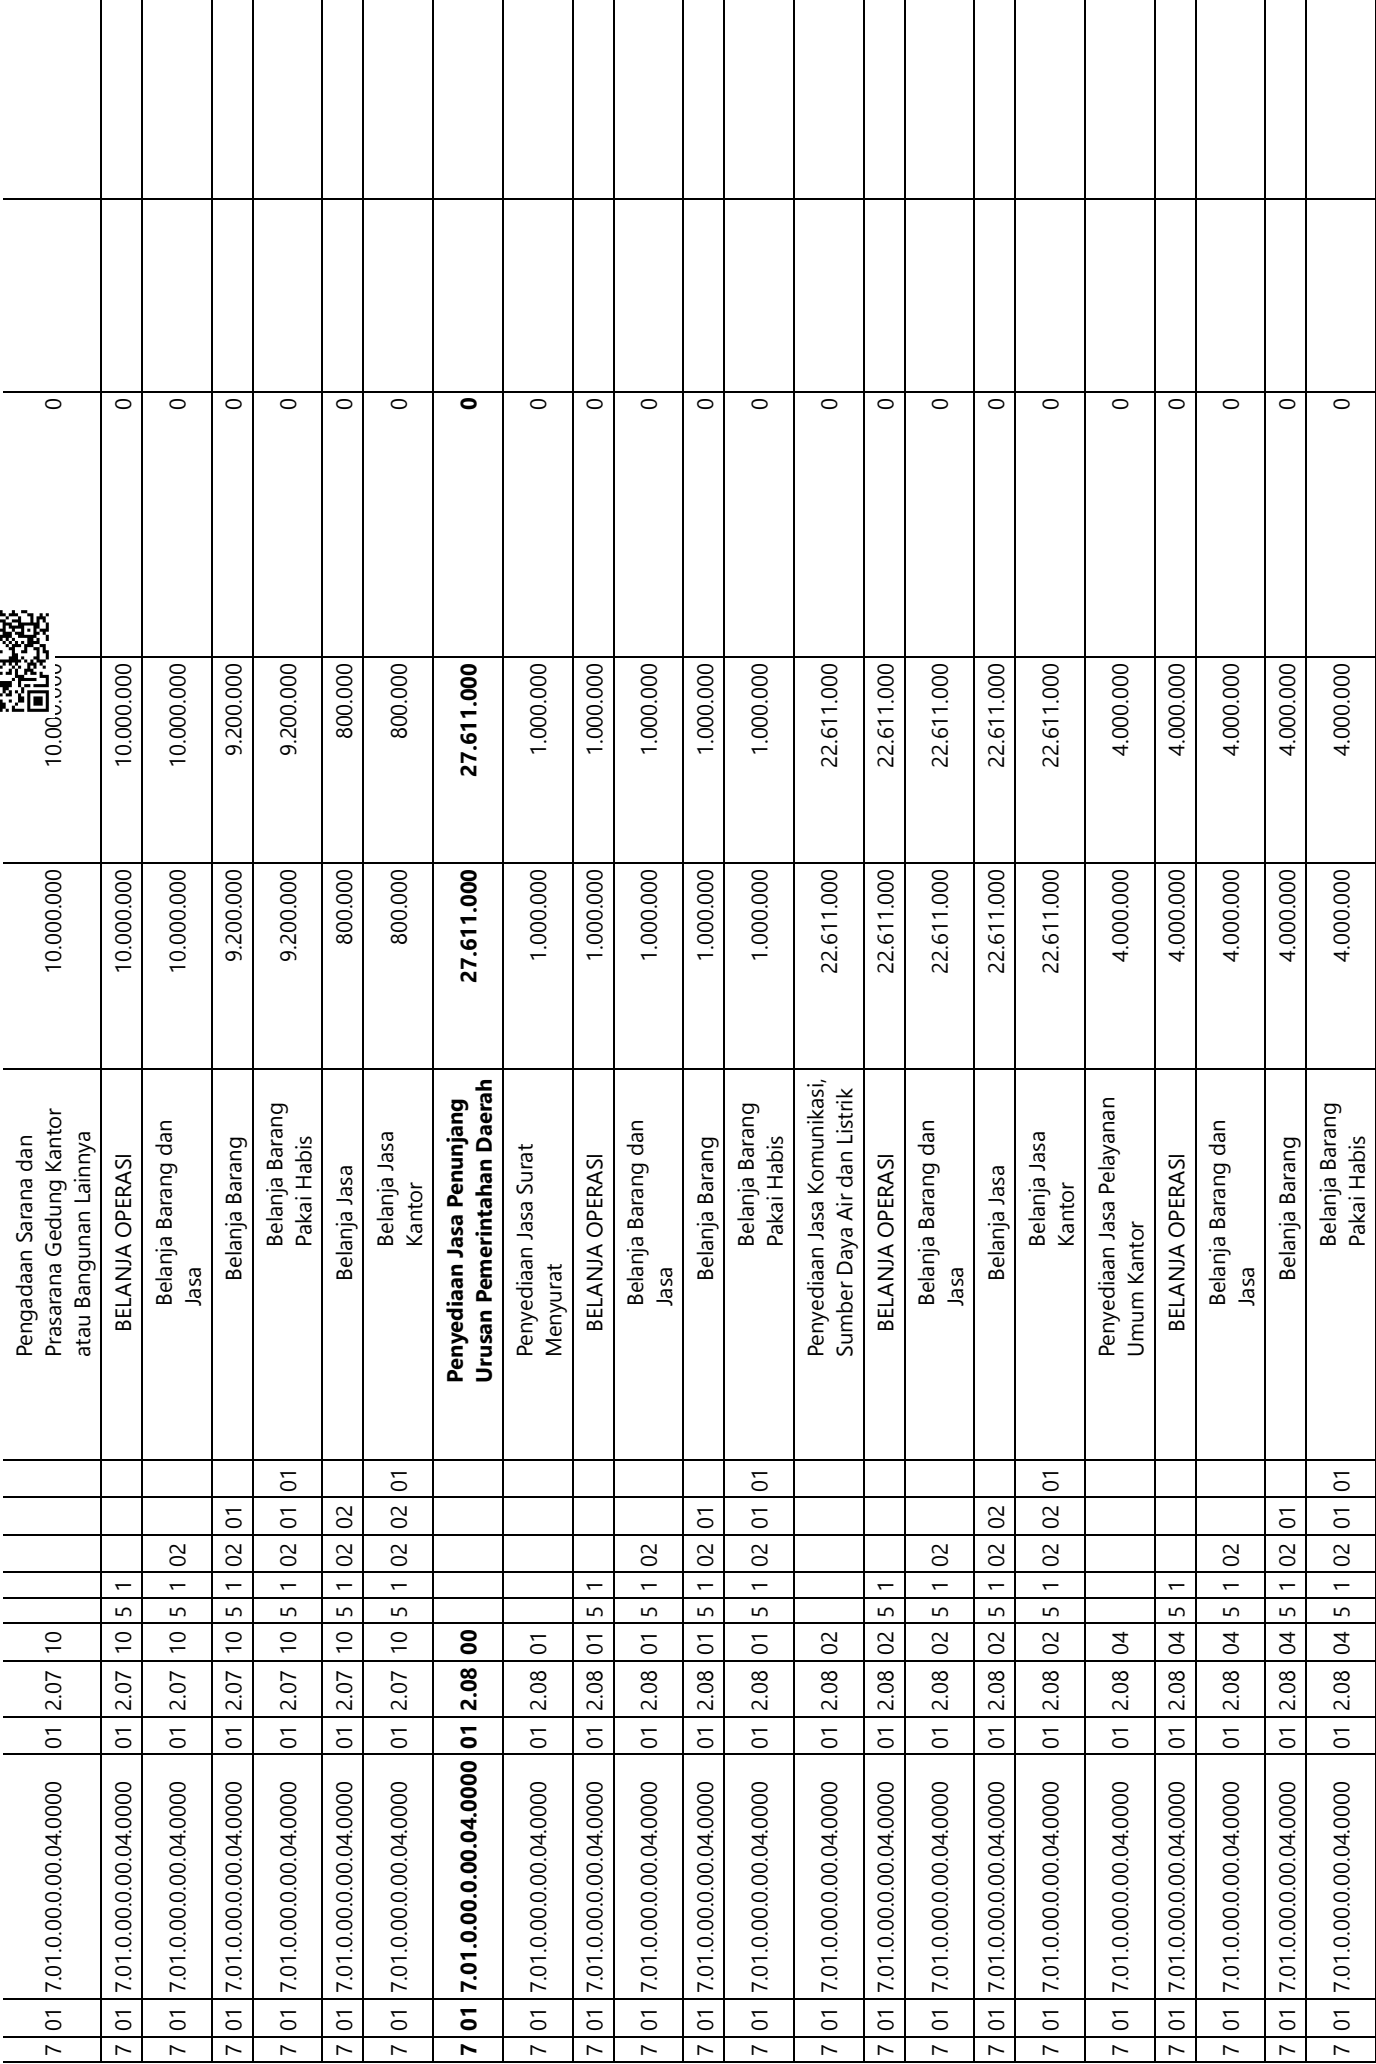 7 01 7.01.0.00.0.00.04.0000 01 2.07 10 Pengadaan Sarana dan
Prasarana Gedung Kantor
atau Bangunan Lainnya 10.000.000 10.000.000 0
7 01 7.01.0.00.0.00.04.0000 01 2.07 10 5 1 BELANJA OPERASI 10.000.000 10.000.000 0
7 01 7.01.0.00.0.00.04.0000 01 2.07 10 5 1 02 Belanja Barang dan
Jasa 10.000.000 10.000.000 0
7 01 7.01.0.00.0.00.04.0000 01 2.07 10 5 1 02 01 Belanja Barang 9.200.000 9.200.000 0
7 01 7.01.0.00.0.00.04.0000 01 2.07 10 5 1 02 01 01 Belanja Barang
Pakai Habis 9.200.000 9.200.000 0
7 01 7.01.0.00.0.00.04.0000 01 2.07 10 5 1 02 02 Belanja Jasa 800.000 800.000 0
7 01 7.01.0.00.0.00.04.0000 01 2.07 10 5 1 02 02 01 Belanja Jasa
Kantor 800.000 800.000 0
7 01 7.01.0.00.0.00.04.0000 01 2.08 00 Penyediaan Jasa Penunjang
Urusan Pemerintahan Daerah 27.611.000 27.611.000 0
7 01 7.01.0.00.0.00.04.0000 01 2.08 01 Penyediaan Jasa Surat
Menyurat 1.000.000 1.000.000 0
7 01 7.01.0.00.0.00.04.0000 01 2.08 01 5 1 BELANJA OPERASI 1.000.000 1.000.000 0
7 01 7.01.0.00.0.00.04.0000 01 2.08 01 5 1 02 Belanja Barang dan
Jasa 1.000.000 1.000.000 0
7 01 7.01.0.00.0.00.04.0000 01 2.08 01 5 1 02 01 Belanja Barang 1.000.000 1.000.000 0
7 01 7.01.0.00.0.00.04.0000 01 2.08 01 5 1 02 01 01 Belanja Barang
Pakai Habis 1.000.000 1.000.000 0
7 01 7.01.0.00.0.00.04.0000 01 2.08 02 Penyediaan Jasa Komunikasi,
Sumber Daya Air dan Listrik 22.611.000 22.611.000 0
7 01 7.01.0.00.0.00.04.0000 01 2.08 02 5 1 BELANJA OPERASI 22.611.000 22.611.000 0
7 01 7.01.0.00.0.00.04.0000 01 2.08 02 5 1 02 Belanja Barang dan
Jasa 22.611.000 22.611.000 0
7 01 7.01.0.00.0.00.04.0000 01 2.08 02 5 1 02 02 Belanja Jasa 22.611.000 22.611.000 0
7 01 7.01.0.00.0.00.04.0000 01 2.08 02 5 1 02 02 01 Belanja Jasa
Kantor 22.611.000 22.611.000 0
7 01 7.01.0.00.0.00.04.0000 01 2.08 04 Penyediaan Jasa Pelayanan
Umum Kantor 4.000.000 4.000.000 0
7 01 7.01.0.00.0.00.04.0000 01 2.08 04 5 1 BELANJA OPERASI 4.000.000 4.000.000 0
7 01 7.01.0.00.0.00.04.0000 01 2.08 04 5 1 02 Belanja Barang dan
Jasa 4.000.000 4.000.000 0
7 01 7.01.0.00.0.00.04.0000 01 2.08 04 5 1 02 01 Belanja Barang 4.000.000 4.000.000 0
7 01 7.01.0.00.0.00.04.0000 01 2.08 04 5 1 02 01 01 Belanja Barang
Pakai Habis 4.000.000 4.000.000 0